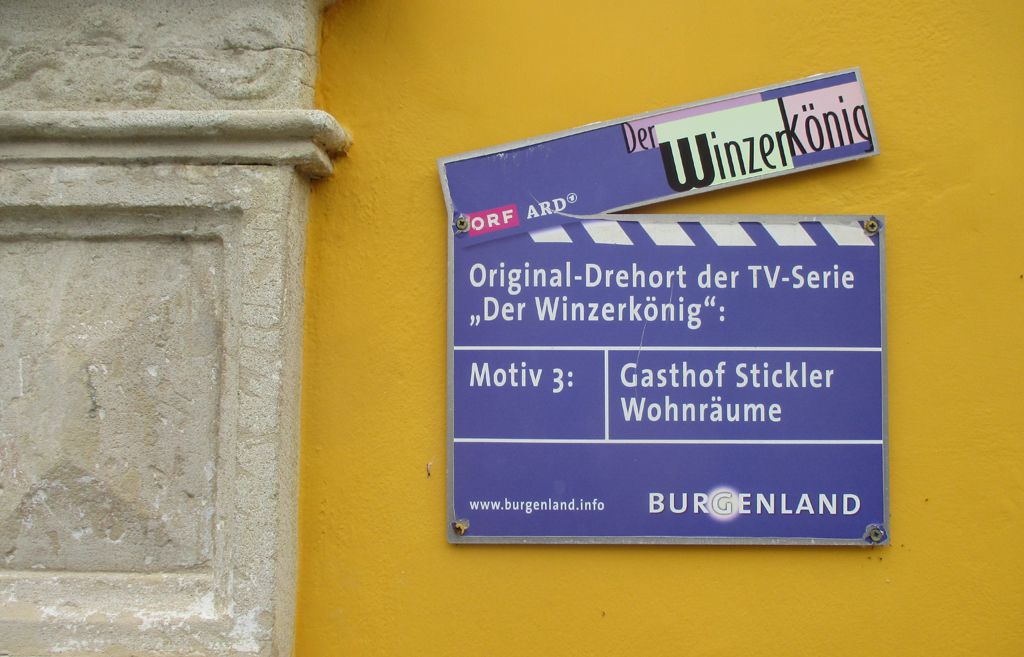 Der Winzerkönig
ORF ARD
Original-Drehort der TV-Serie
„Der Winzerkönig“:
Motiv 3:
Gasthof Stickler
Wohnräume
www.burgenland.info
BURGENLAND